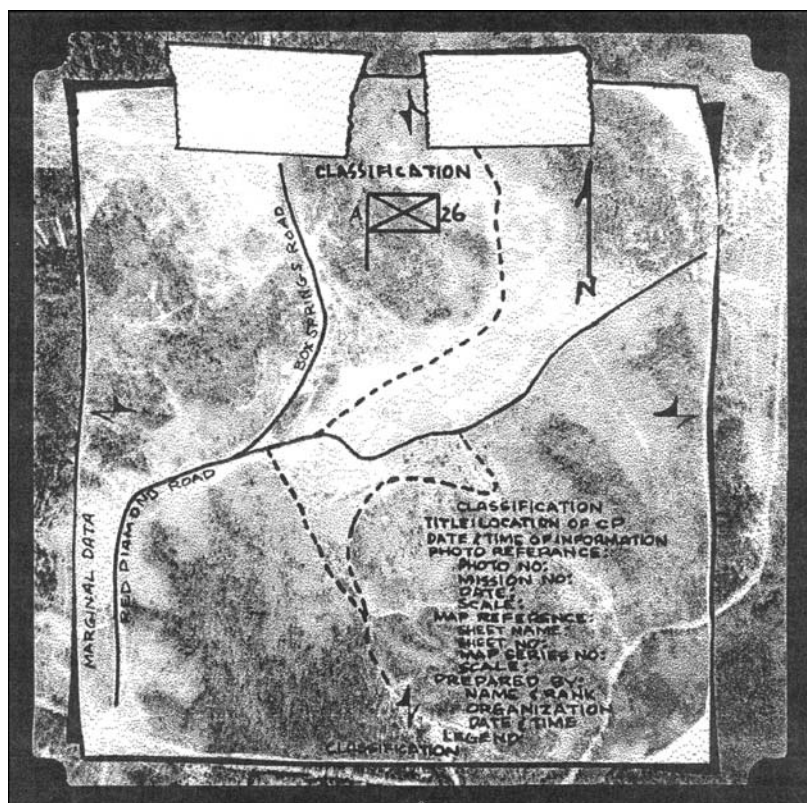 CLASSIFICATION
A 26
N
BOX SPRINGS ROAD
RED DIAMOND ROAD
MARGINAL DATA
CLASSIFICATION
TITLE/LOCATION OF CP
DATE & TIME OF INFORMATION
PHOTO REFERANCE:
PHOTO NO:
MISSION NO:
DATE:
SCALE:
MAP REFERENCE:
SHEET NAME:
SHEET NO:
MAP SERIES NO:
SCALE:
PREPARED BY:
NAME & RANK
ORGANIZATION
DATE & TIME
LEGEND:
CLASSIFICATION